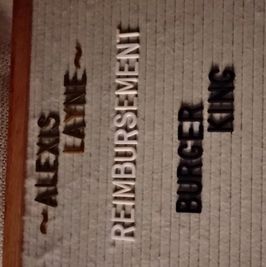 ~ALEXIS
LAYNE~
REIMBURSEMENT
BURGER
KING